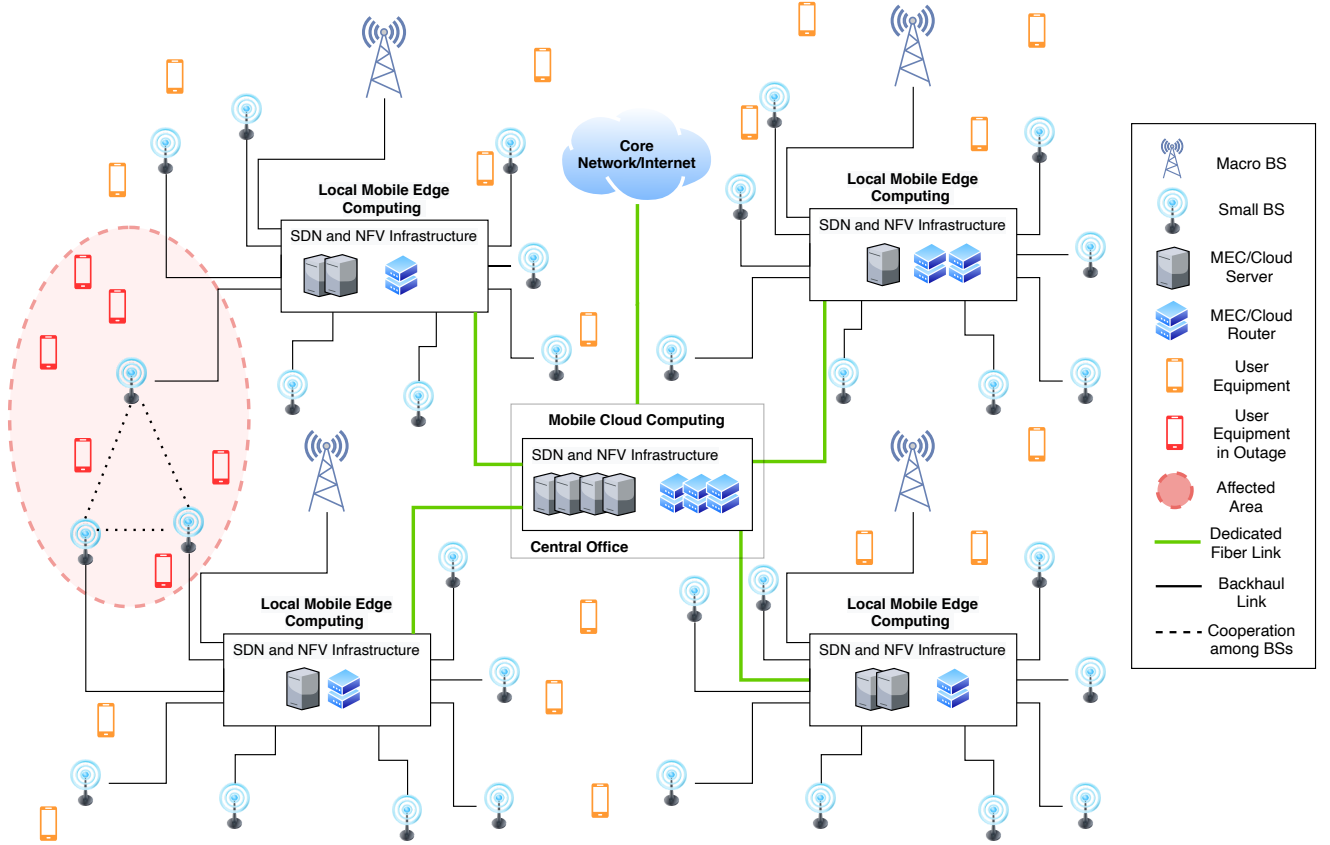 Core
Network/Internet
Local Mobile Edge
Computing
SDN and NFV Infrastructure
Local Mobile Edge
Computing
SDN and NFV Infrastructure
Mobile Cloud Computing
SDN and NFV Infrastructure
Central Office
Local Mobile Edge
Computing
SDN and NFV Infrastructure
Local Mobile Edge
Computing
SDN and NFV Infrastructure
Macro BS
Small BS
MEC/Cloud
Server
MEC/Cloud
Router
User
Equipment
User
Equipment
in Outage
Affected
Area
Dedicated
Fiber Link
Backhaul
Link
Cooperation
among BSs